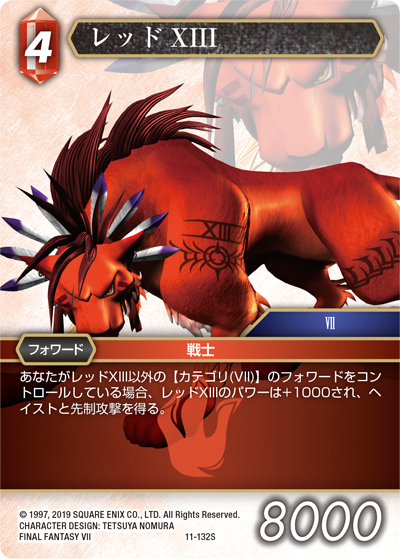 4
レッド XIII
XIII
VII
フォワード
戦士
あなたがレッドXIII以外の【カテゴリ(VII)】のフォワードをコント
ロールしている場合、レッドXIIIのパワーは+1000され、ヘ
イストと先制攻撃を得る。
© 1997, 2019 SQUARE ENIX CO., LTD. All Rights Reserved.
CHARACTER DESIGN: TETSUYA NOMURA
FINAL FANTASY VII
11-132S
8000